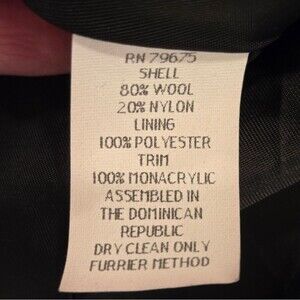 RN 79675
SHELL
80% WOOL
20% NYLON
LINING
100% POLYESTER
TRIM
100% MONACRYLIC
ASSEMBLED IN
THE DOMINICAN
REPUBLIC
DRY CLEAN ONLY
FURRIER METHOD